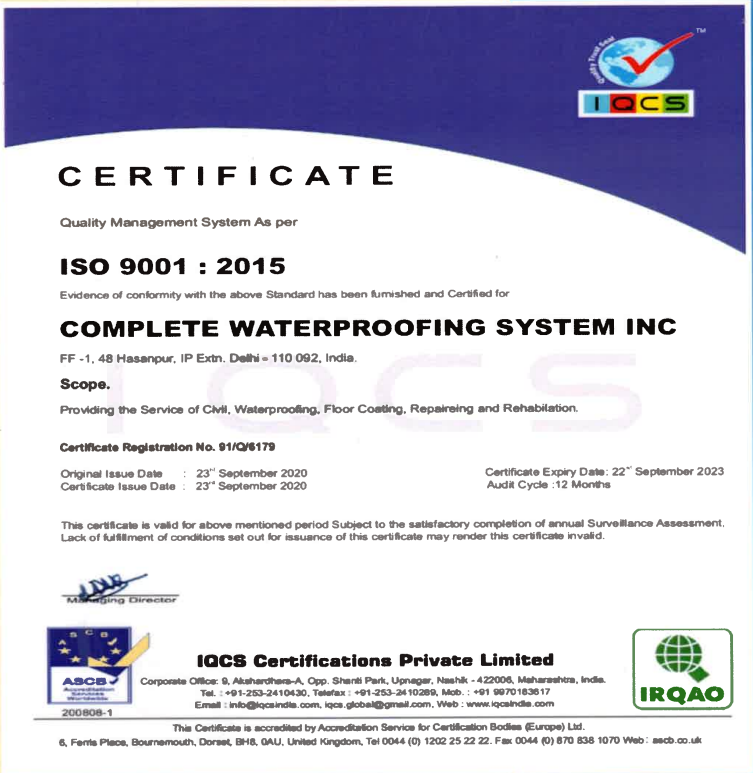 Quality Trust Seal
TM
IQCS
CERTIFICATE
Quality Management System As per
ISO 9001 : 2015
Evidence of conformity with the above Standard has been furnished and Certified for
COMPLETE WATERPROOFING SYSTEM INC
FF -1, 48 Hasanpur, IP Extn. Delhi - 110 092, India.
IQCS
Scope.
Providing the Service of Civil, Waterproofing, Floor Coating, Repaireing and Rehabilation.
Certificate Registration No. 91/Q/6179
Original Issue Date : 23rd September 2020
Certificate Expiry Date: 22nd September 2023
Certificate Issue Date : 23rd September 2020
Audit Cycle :12 Months
This certificate is valid for above mentioned period Subject to the satisfactory completion of annual Surveillance Assessment.
Lack of fulfillment of conditions set out for issuance of this certificate may render this certificate invalid.
Managing Director
ASCB
ASCB
Accreditation
Services
Worldwide
200808-1
IQCS Certifications Private Limited
Corporate Office: 9, Akshardhara-A, Opp. Shanti Park, Upnagar, Nashik - 422006, Maharashtra, India.
Tel. : +91-253-2410430, Telefax : +91-253-2410289, Mob. : +91 9970183617
Email : info@iqcsindia.com, iqcs.global@gmail.com, Web : www.iqcsindia.com
IRQAO
This Certificate is accredited by Accreditation Service for Certification Bodies (Europe) Ltd.
6, Ferris Place, Bournemouth, Dorset, BH8, 0AU, United Kingdom, Tel 0044 (0) 1202 25 22 22. Fax 0044 (0) 870 838 1070 Web : ascb.co.uk